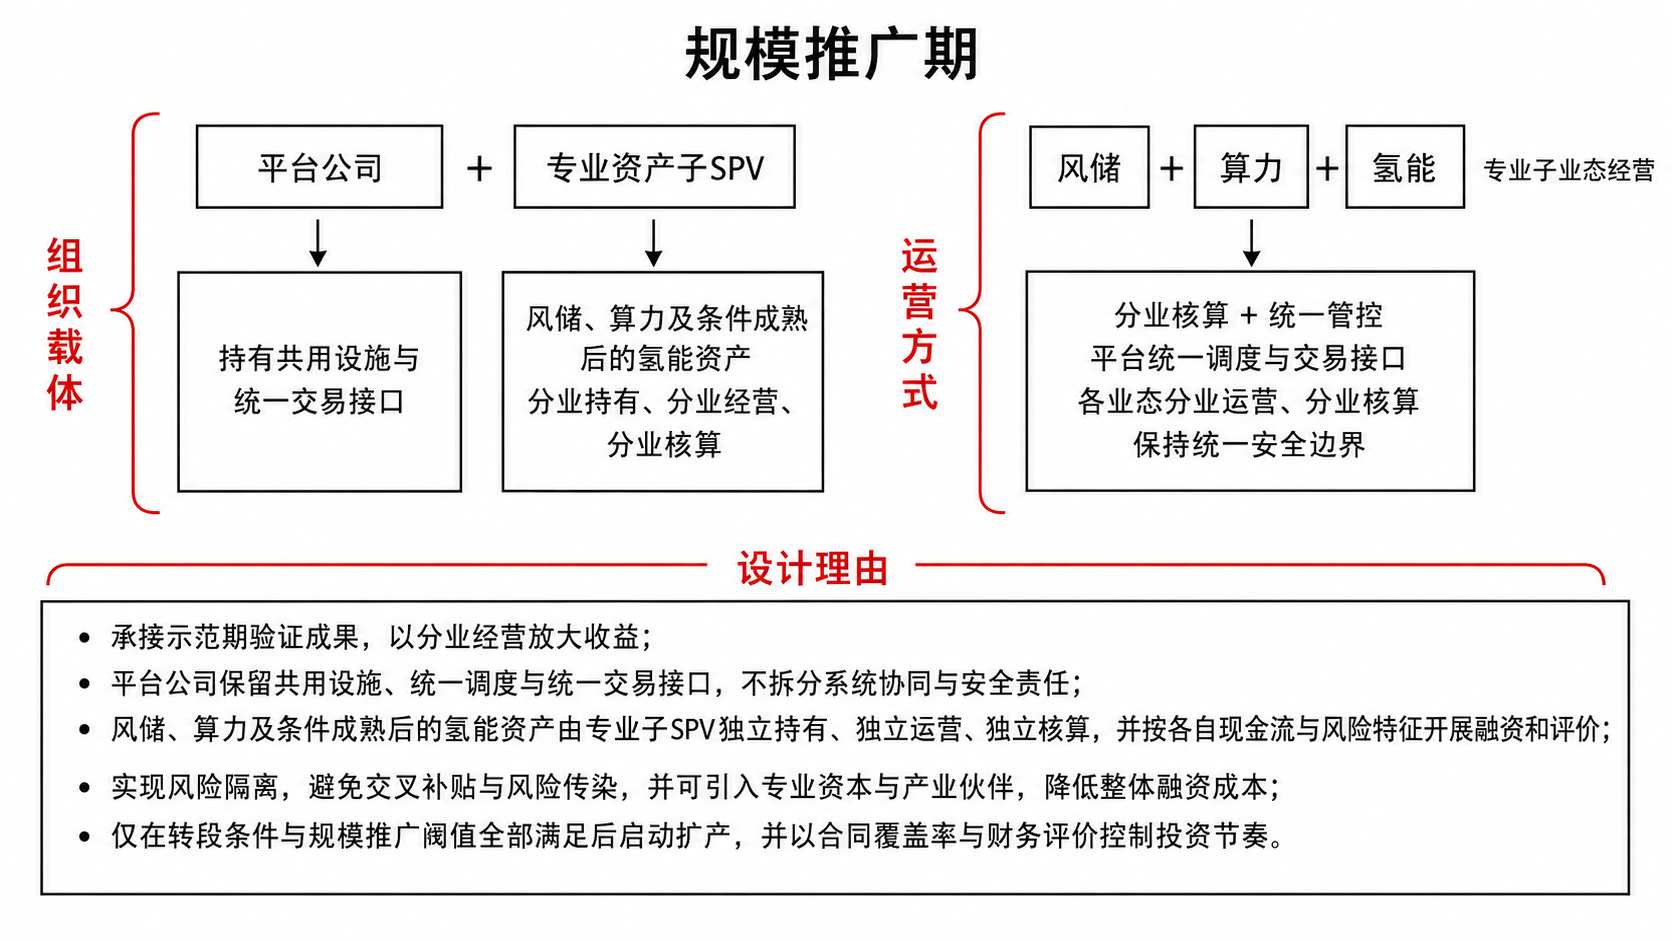 规模推广期
组织载体
平台公司
+
专业资产子SPV
持有共用设施与
统一交易接口
风储、算力及条件成熟
后的氢能资产
分业持有、分业经营、
分业核算
运营方式
风储
+
算力
+
氢能
专业子业态经营
分业核算 + 统一管控
平台统一调度与交易接口
各业态分业运营、分业核算
保持统一安全边界
设计理由
• 承接示范期验证成果，以分业经营放大收益；
• 平台公司保留共用设施、统一调度与统一交易接口，不拆分系统协同与安全责任；
• 风储、算力及条件成熟后的氢能资产由专业子SPV独立持有、独立运营、独立核算，并按各自现金流与风险特征开展融资和评价；
• 实现风险隔离，避免交叉补贴与风险传染，并可引入专业资本与产业伙伴，降低整体融资成本；
• 仅在转段条件与规模推广阈值全部满足后启动扩产，并以合同覆盖率与财务评价控制投资节奏。